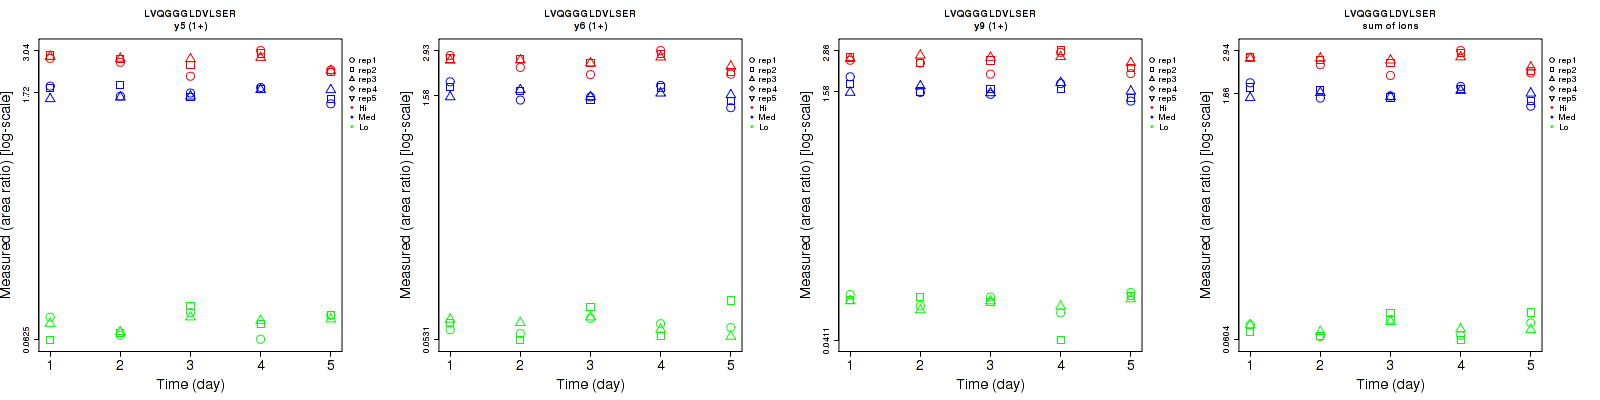 LVQGGGLDVLSER
y5 (1+)
Measured (area ratio) [log-scale]
3.04
1.72
0.0625
1 2 3 4 5
Time (day)
rep1
rep2
rep3
rep4
rep5
Hi
Med
Lo
LVQGGGLDVLSER
y6 (1+)
Measured (area ratio) [log-scale]
2.93
1.58
0.0531
1 2 3 4 5
Time (day)
rep1
rep2
rep3
rep4
rep5
Hi
Med
Lo
LVQGGGLDVLSER
y9 (1+)
Measured (area ratio) [log-scale]
2.86
1.58
0.0411
1 2 3 4 5
Time (day)
rep1
rep2
rep3
rep4
rep5
Hi
Med
Lo
LVQGGGLDVLSER
sum of ions
Measured (area ratio) [log-scale]
2.94
0.0604
1 2 3 4 5
Time (day)
rep1
rep2
rep3
rep4
rep5
Hi
Med
Lo